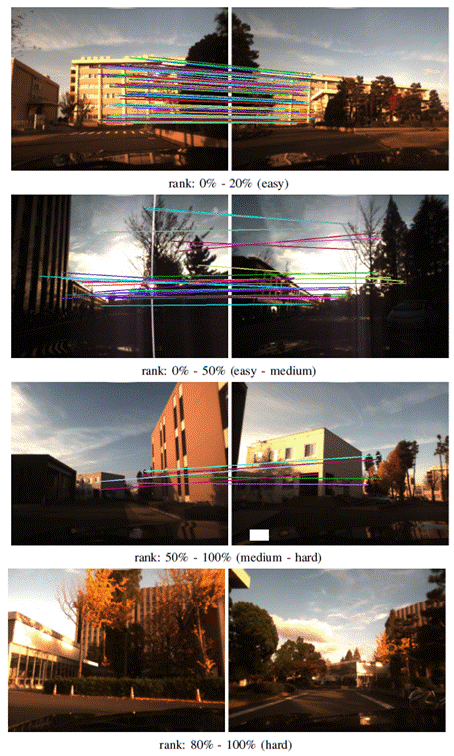 rank: 0% - 20% (easy)
rank: 0% - 50% (easy - medium)
rank: 50% - 100% (medium - hard)
rank: 80% - 100% (hard)